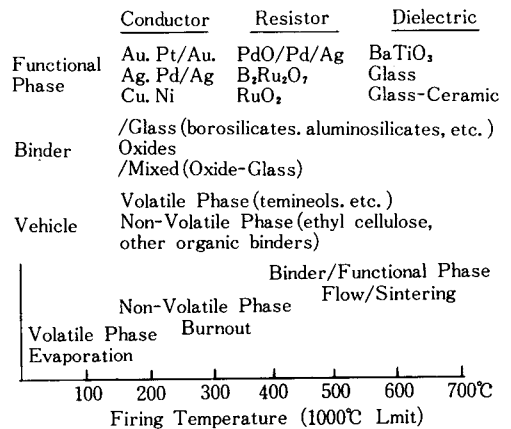 Conductor Resistor Dielectric
Functional Phase
Au. Pt/Au. PdO/Pd/Ag BaTiO₃
Ag. Pd/Ag B₂Ru₂O₇ Glass
Cu. Ni RuO₂ Glass-Ceramic
Binder
/Glass (borosilicates. aluminosilicates, etc.)
Oxides
/Mixed (Oxide-Glass)
Vehicle
Volatile Phase (temineols. etc.)
Non-Volatile Phase (ethyl cellulose,
other organic binders)
Binder/Functional Phase
Flow/Sintering
Non-Volatile Phase
Burnout
Volatile Phase
Evaporation
100 200 300 400 500 600 700℃
Firing Temperature (1000℃ Lmit)